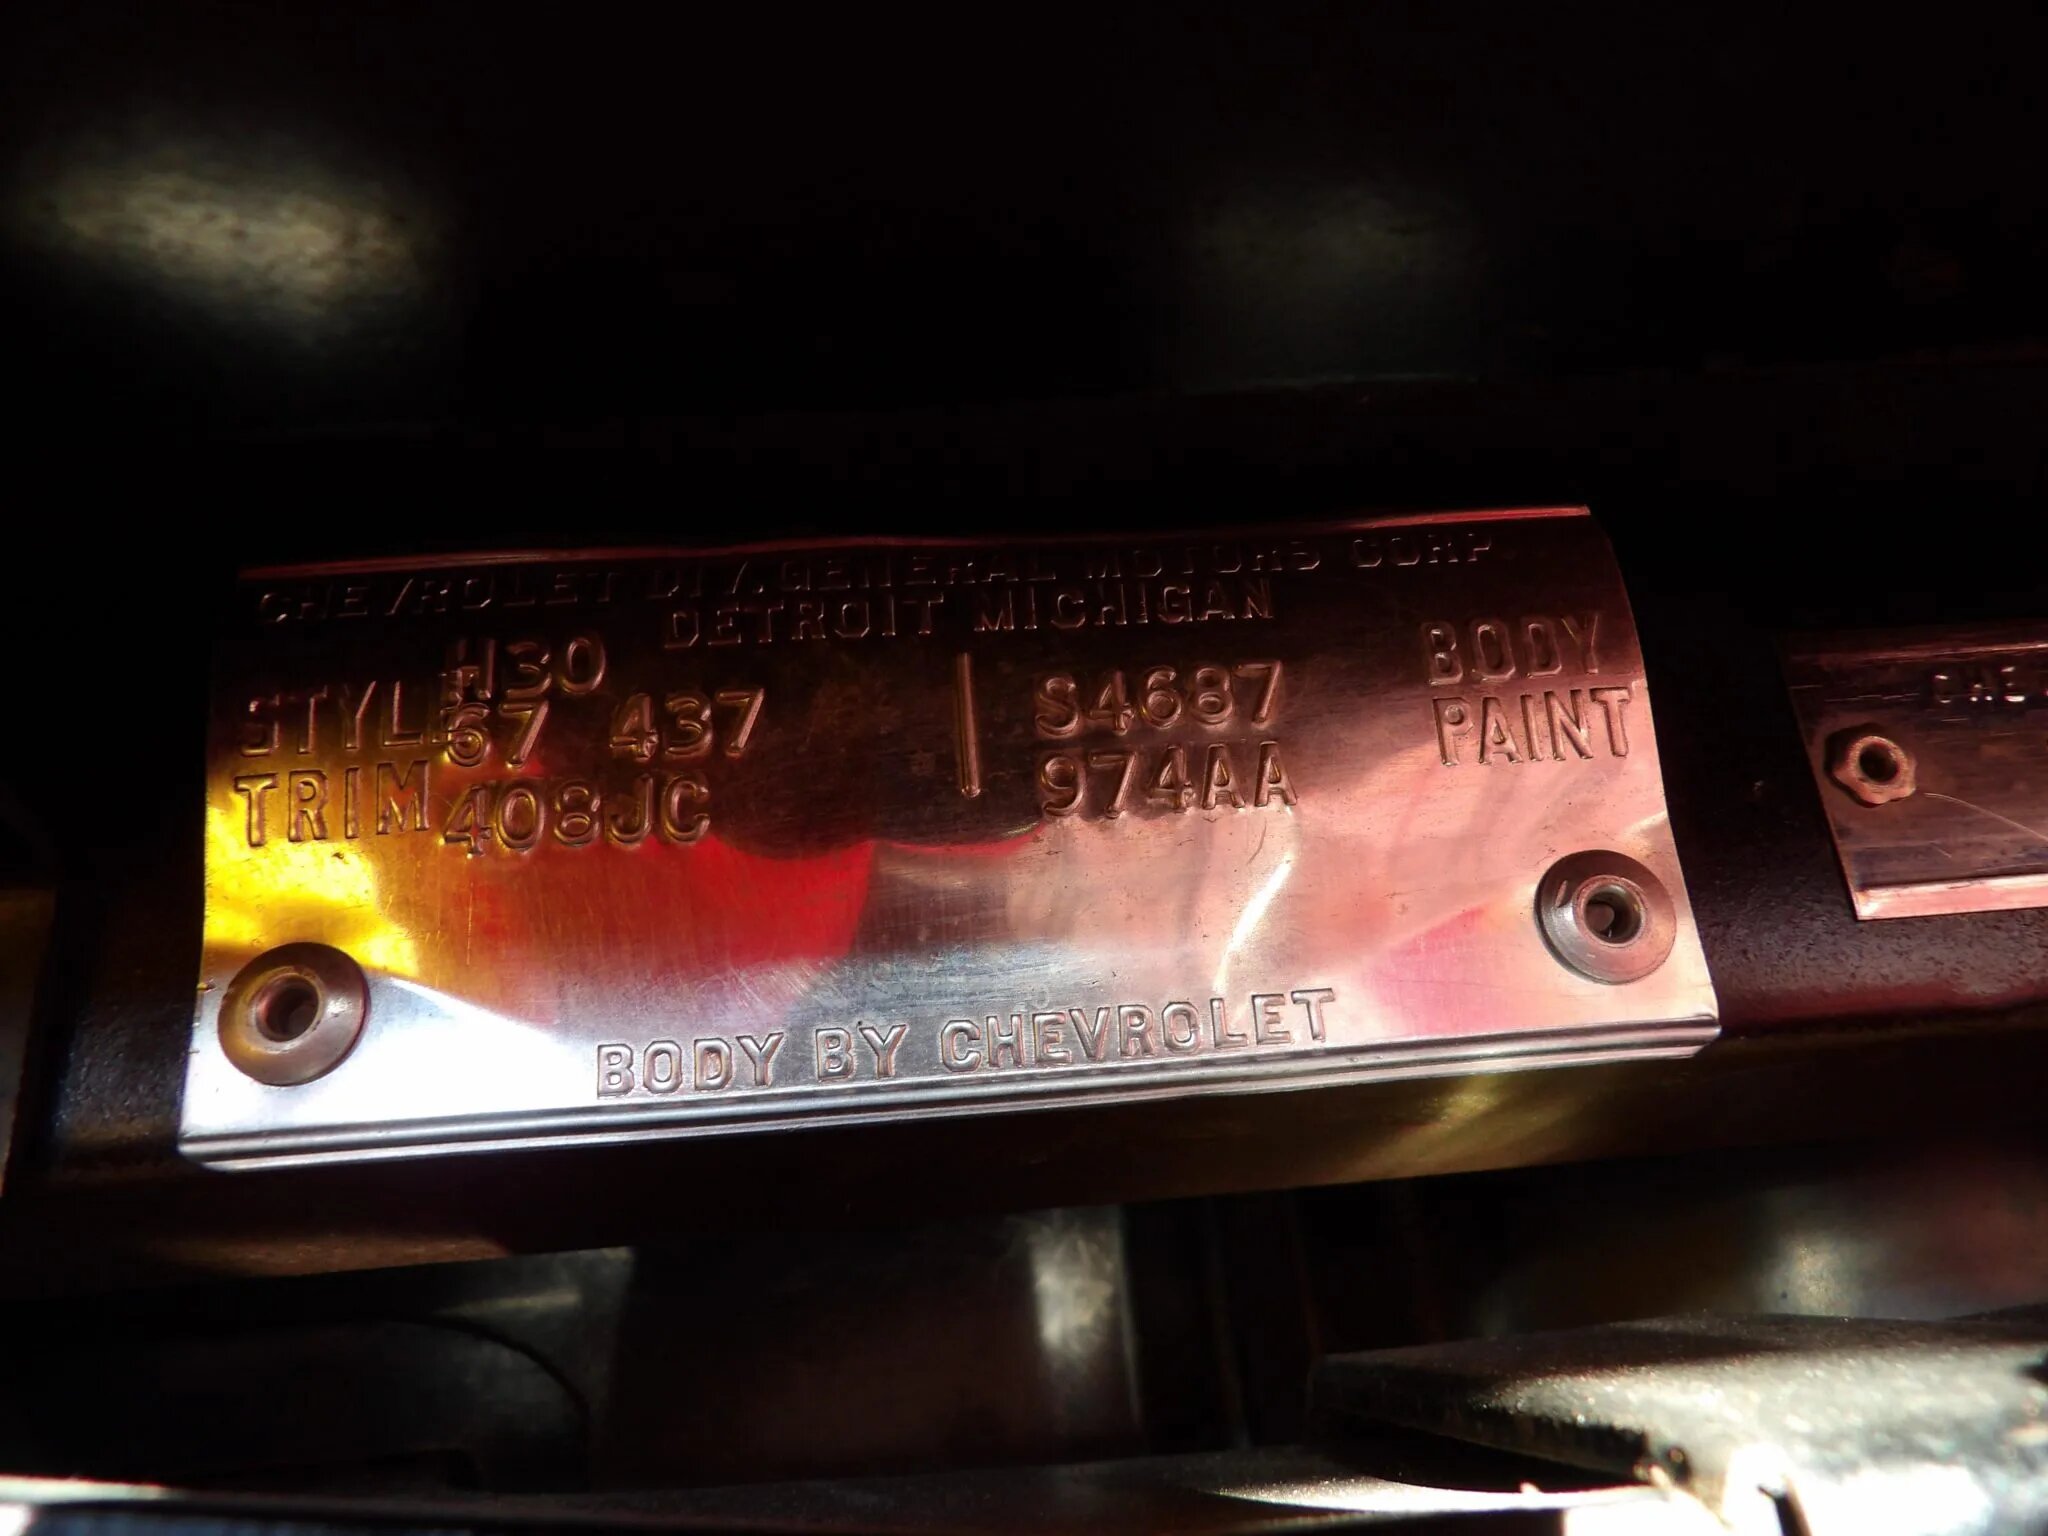 CHEVROLET DIV. GENERAL MOTORS CORP.
DETROIT MICHIGAN
H30
STYLE 67 437 S4687 BODY
TRIM 408JC 974AA PAINT
BODY BY CHEVROLET
CHE